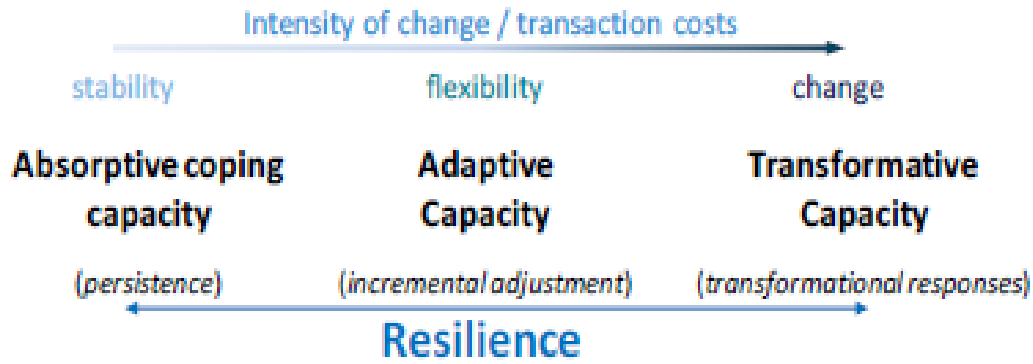 Intensity of change / transaction costs
stability flexibility change
Absorptive coping capacity
Adaptive Capacity
Transformative Capacity
(persistence) (incremental adjustment) (transformational responses)
Resilience